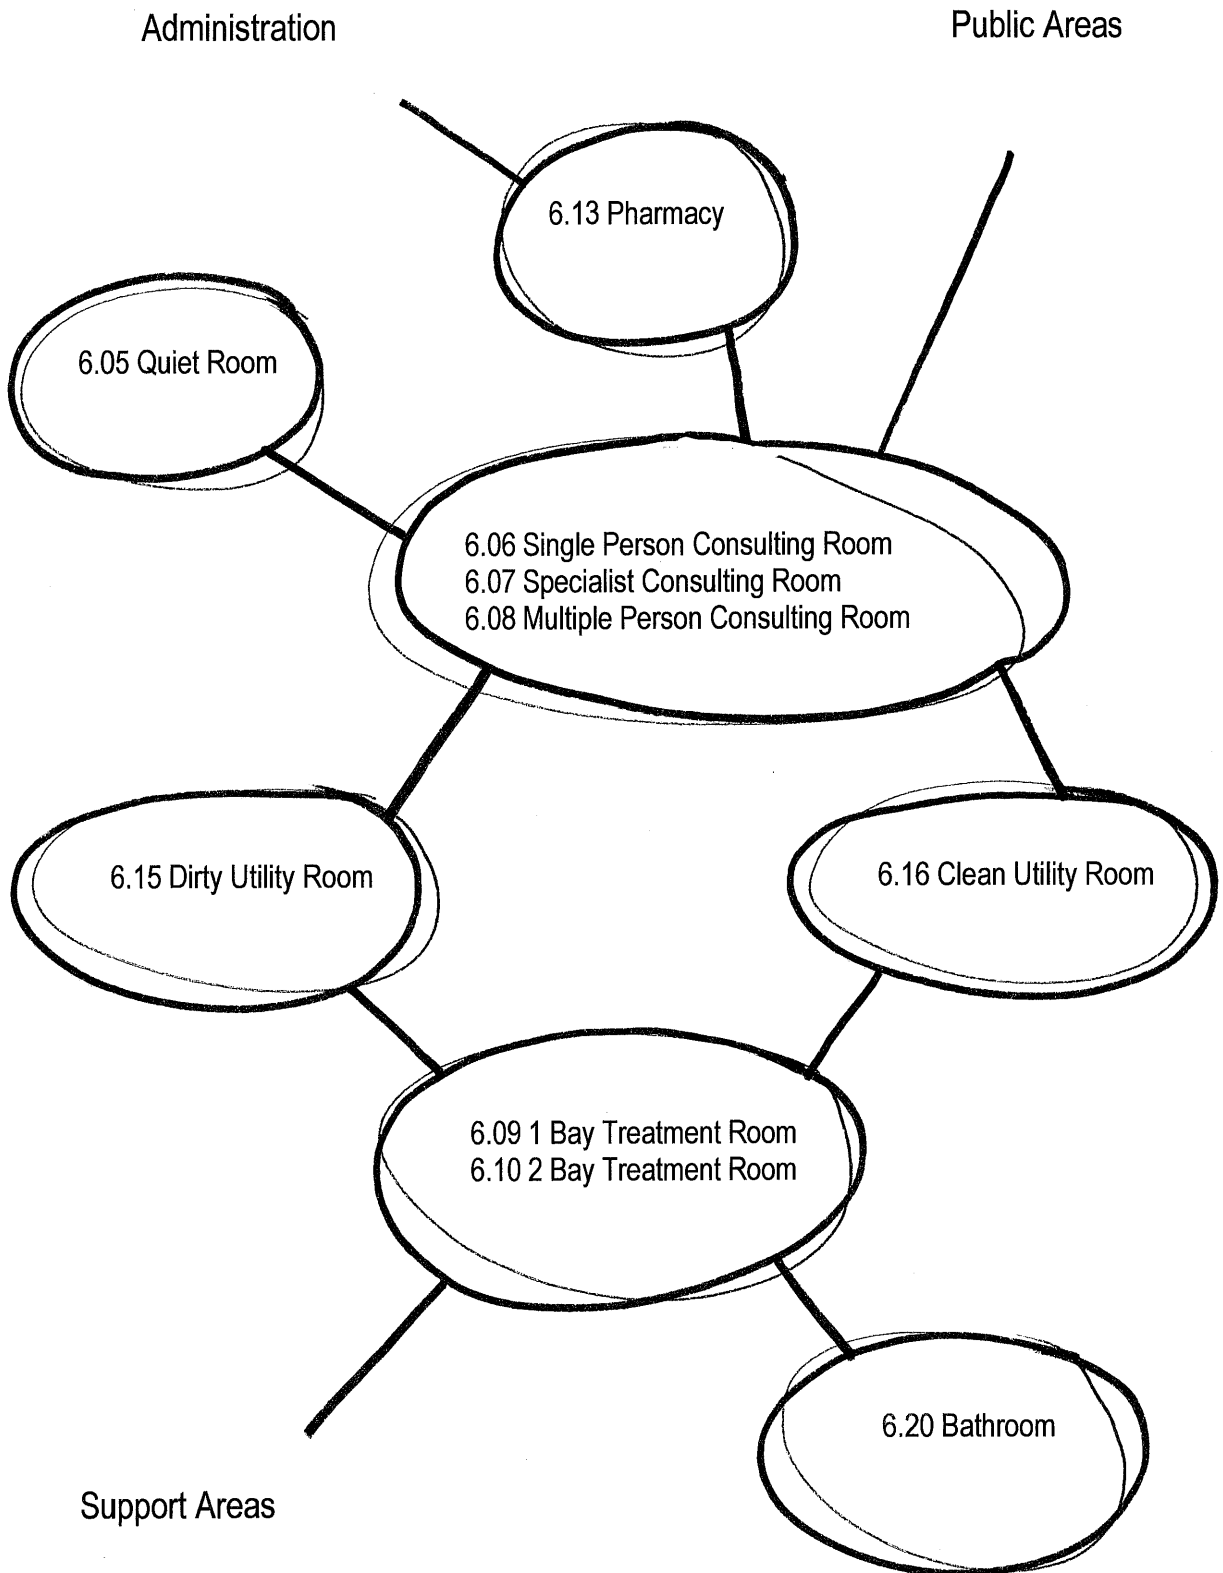 Administration
Public Areas
6.13 Pharmacy
6.05 Quiet Room
6.06 Single Person Consulting Room
6.07 Specialist Consulting Room
6.08 Multiple Person Consulting Room
6.15 Dirty Utility Room
6.16 Clean Utility Room
6.09 1 Bay Treatment Room
6.10 2 Bay Treatment Room
6.20 Bathroom
Support Areas